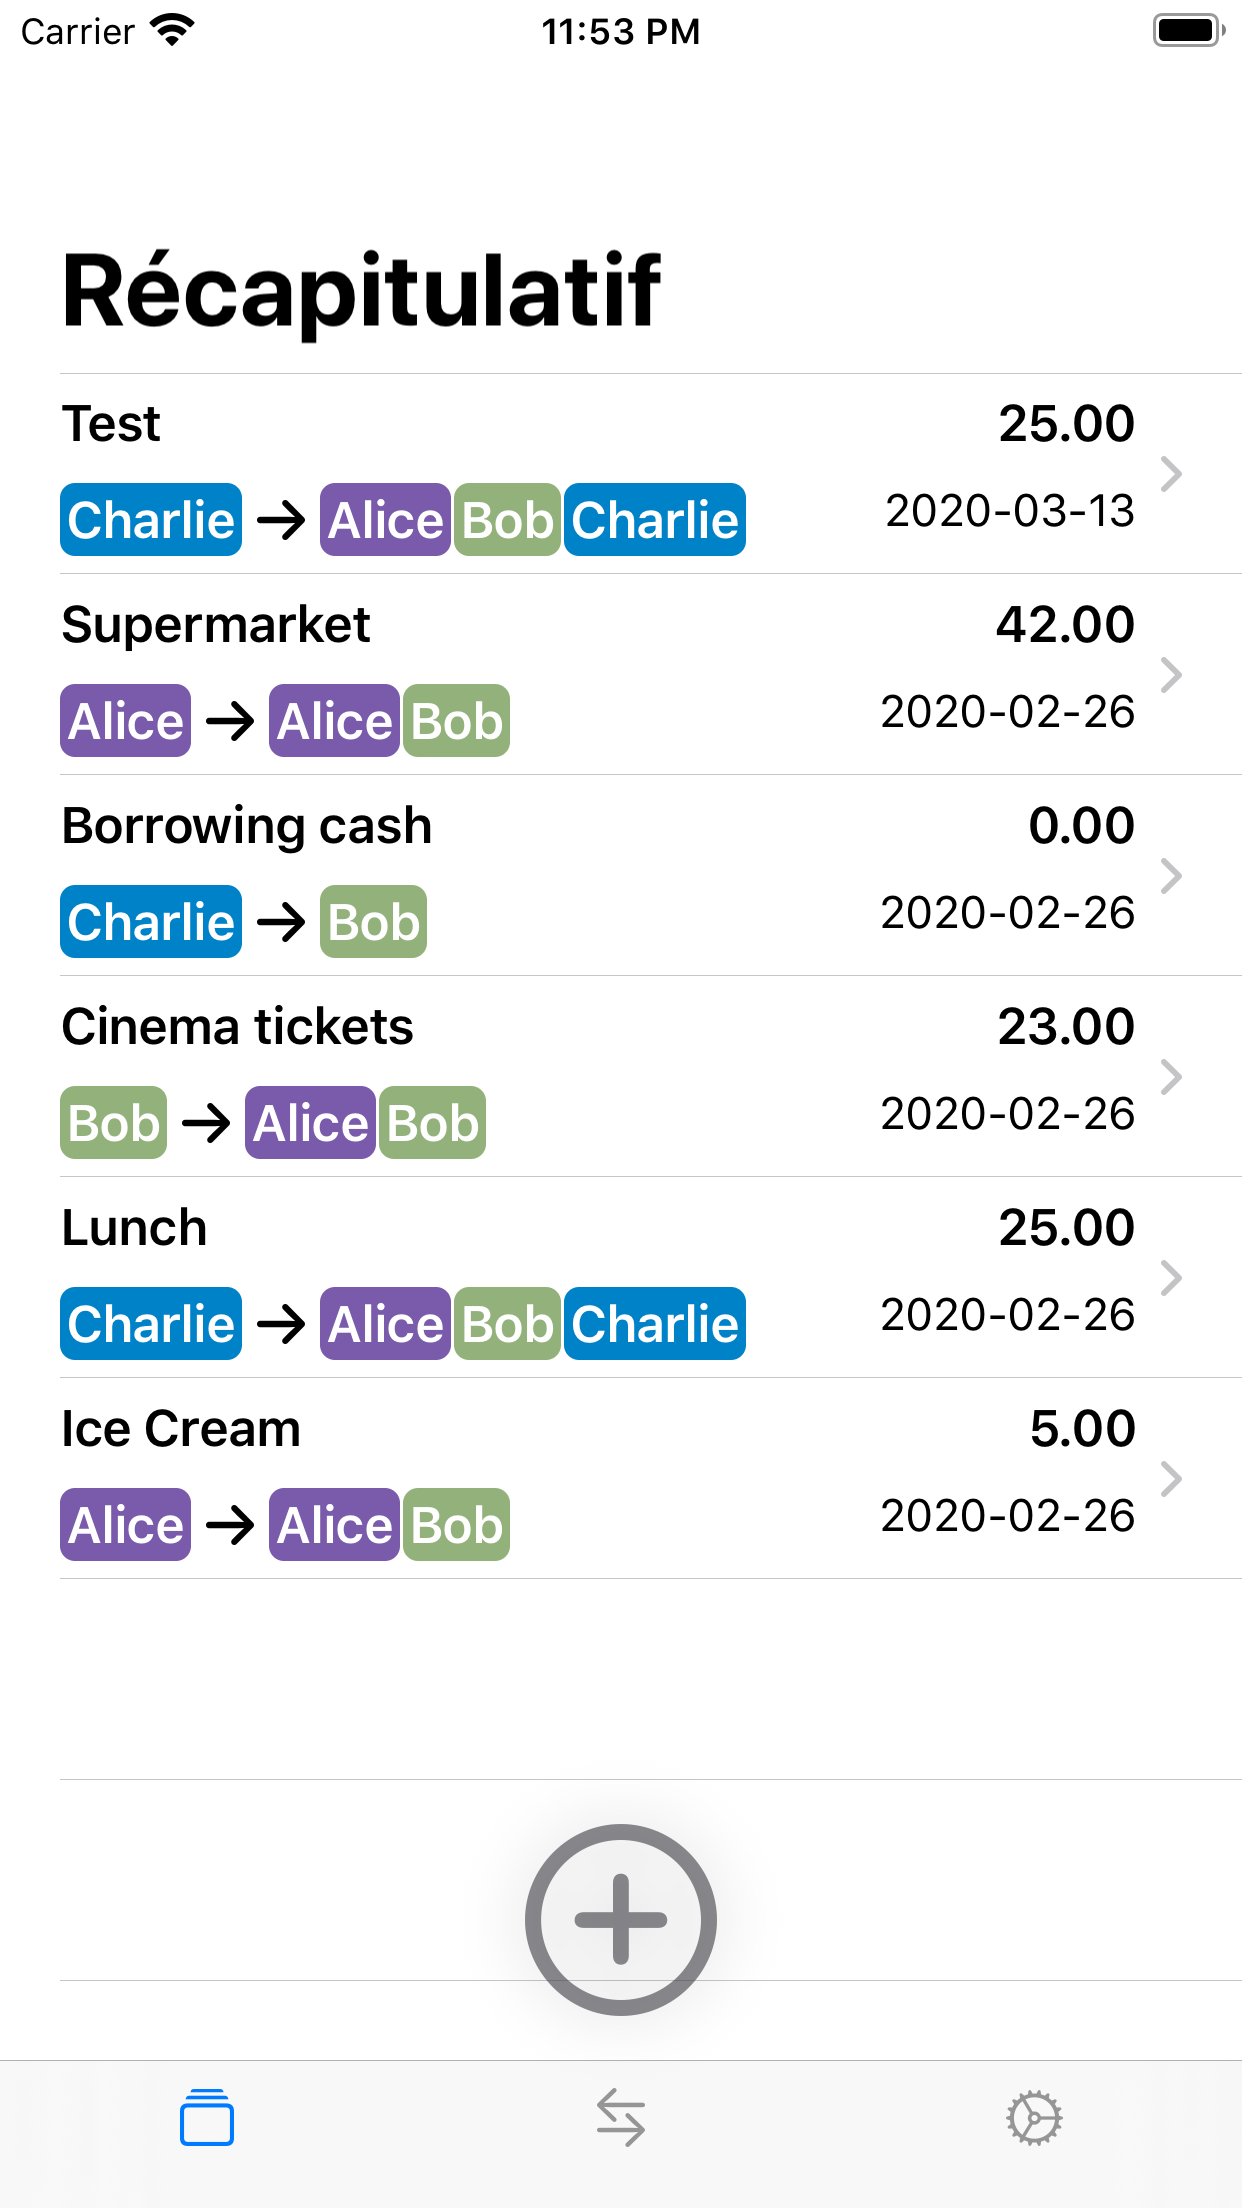 Carrier 11:53 PM
Récapitulatif
Test 25.00
Charlie → Alice Bob Charlie 2020-03-13
Supermarket 42.00
Alice → Alice Bob 2020-02-26
Borrowing cash 0.00
Charlie → Bob 2020-02-26
Cinema tickets 23.00
Bob → Alice Bob 2020-02-26
Lunch 25.00
Charlie → Alice Bob Charlie 2020-02-26
Ice Cream 5.00
Alice → Alice Bob 2020-02-26